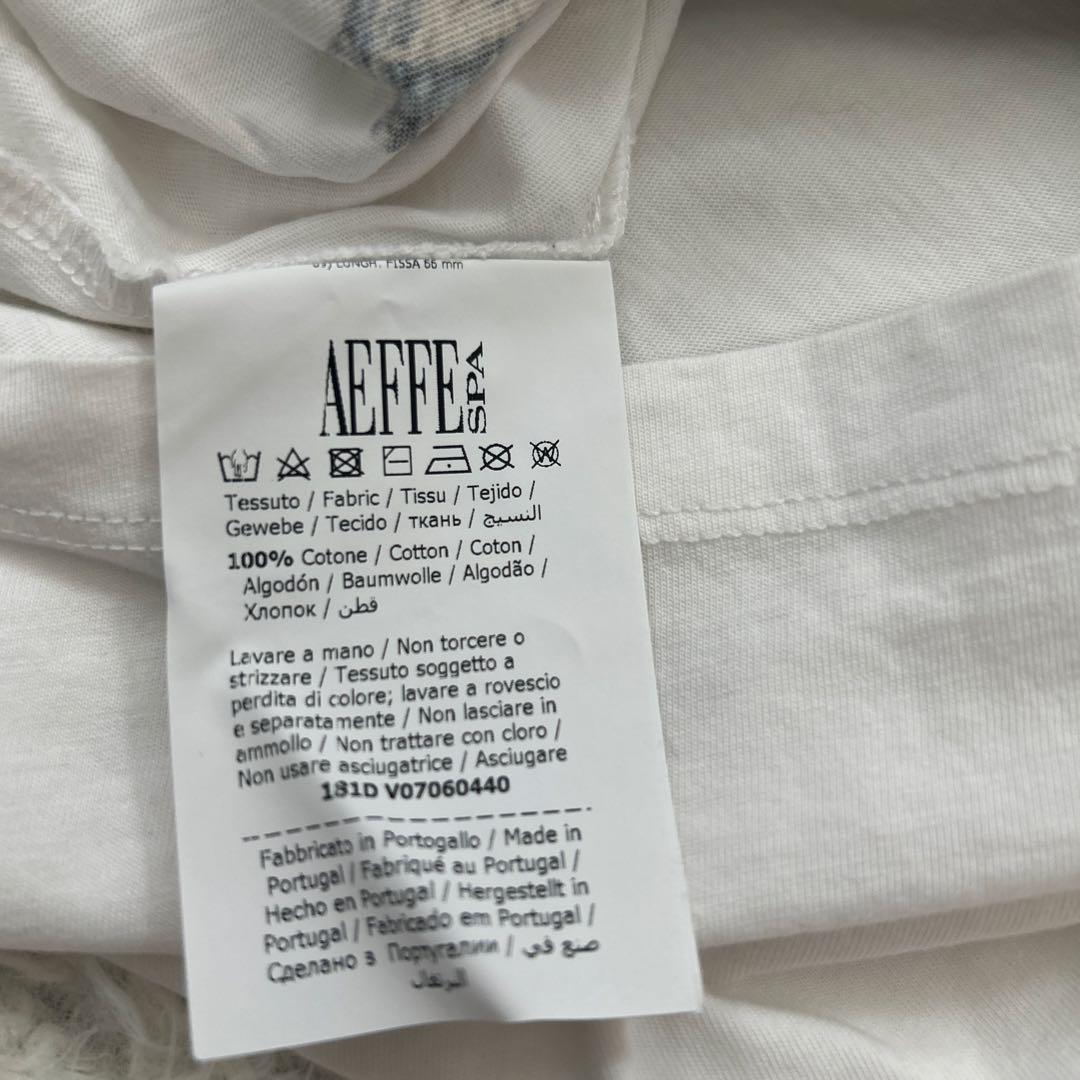 LUNGH. FISSA 66 mm
AEFFE SPA
Tessuto / Fabric / Tissu / Tejido /
Gewebe / Tecido / ткань / النسيج
100% Cotone / Cotton / Coton /
Algodón / Baumwolle / Algodão /
Хлопок / قطن
Lavare a mano / Non torcere o
strizzare / Tessuto soggetto a
perdita di colore; lavare a rovescio
e separatamente / Non lasciare in
ammollo / Non trattare con cloro /
Non usare asciugatrice / Asciugare
181D V07060440
Fabbricato in Portogallo / Made in
Portugal / Fabriqué au Portugal /
Hecho en Portugal / Hergestellt in
Portugal / Fabricado em Portugal /
Сделано в Португалии / صنع في
البرتغال